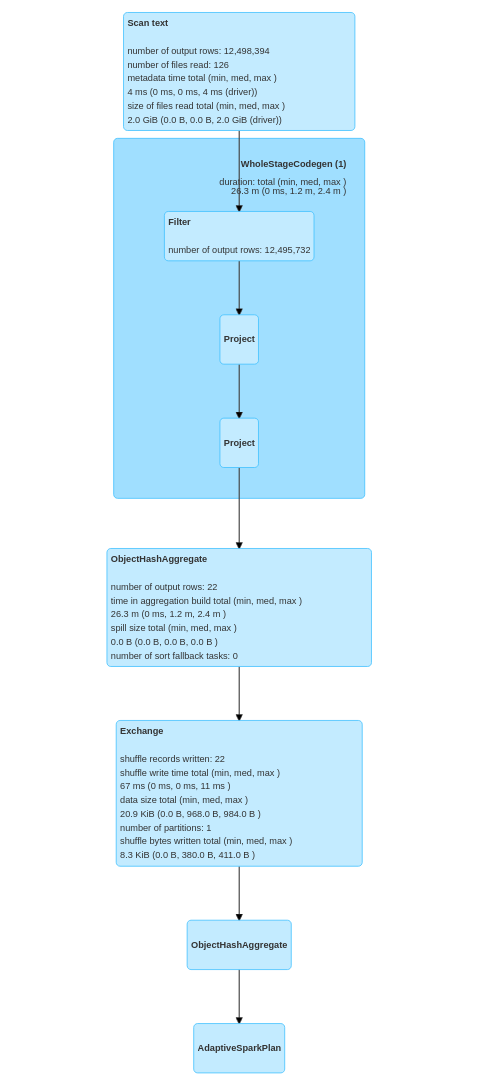 Scan text
number of output rows: 12,498,394
number of files read: 126
metadata time total (min, med, max )
4 ms (0 ms, 0 ms, 4 ms (driver))
size of files read total (min, med, max )
2.0 GiB (0.0 B, 0.0 B, 2.0 GiB (driver))
WholeStageCodegen (1)
duration: total (min, med, max )
26.3 m (0 ms, 1.2 m, 2.4 m )
Filter
number of output rows: 12,495,732
Project
Project
ObjectHashAggregate
number of output rows: 22
time in aggregation build total (min, med, max )
26.3 m (0 ms, 1.2 m, 2.4 m )
spill size total (min, med, max )
0.0 B (0.0 B, 0.0 B, 0.0 B )
number of sort fallback tasks: 0
Exchange
shuffle records written: 22
shuffle write time total (min, med, max )
67 ms (0 ms, 0 ms, 11 ms )
data size total (min, med, max )
20.9 KiB (0.0 B, 968.0 B, 984.0 B )
number of partitions: 1
shuffle bytes written total (min, med, max )
8.3 KiB (0.0 B, 380.0 B, 411.0 B )
ObjectHashAggregate
AdaptiveSparkPlan